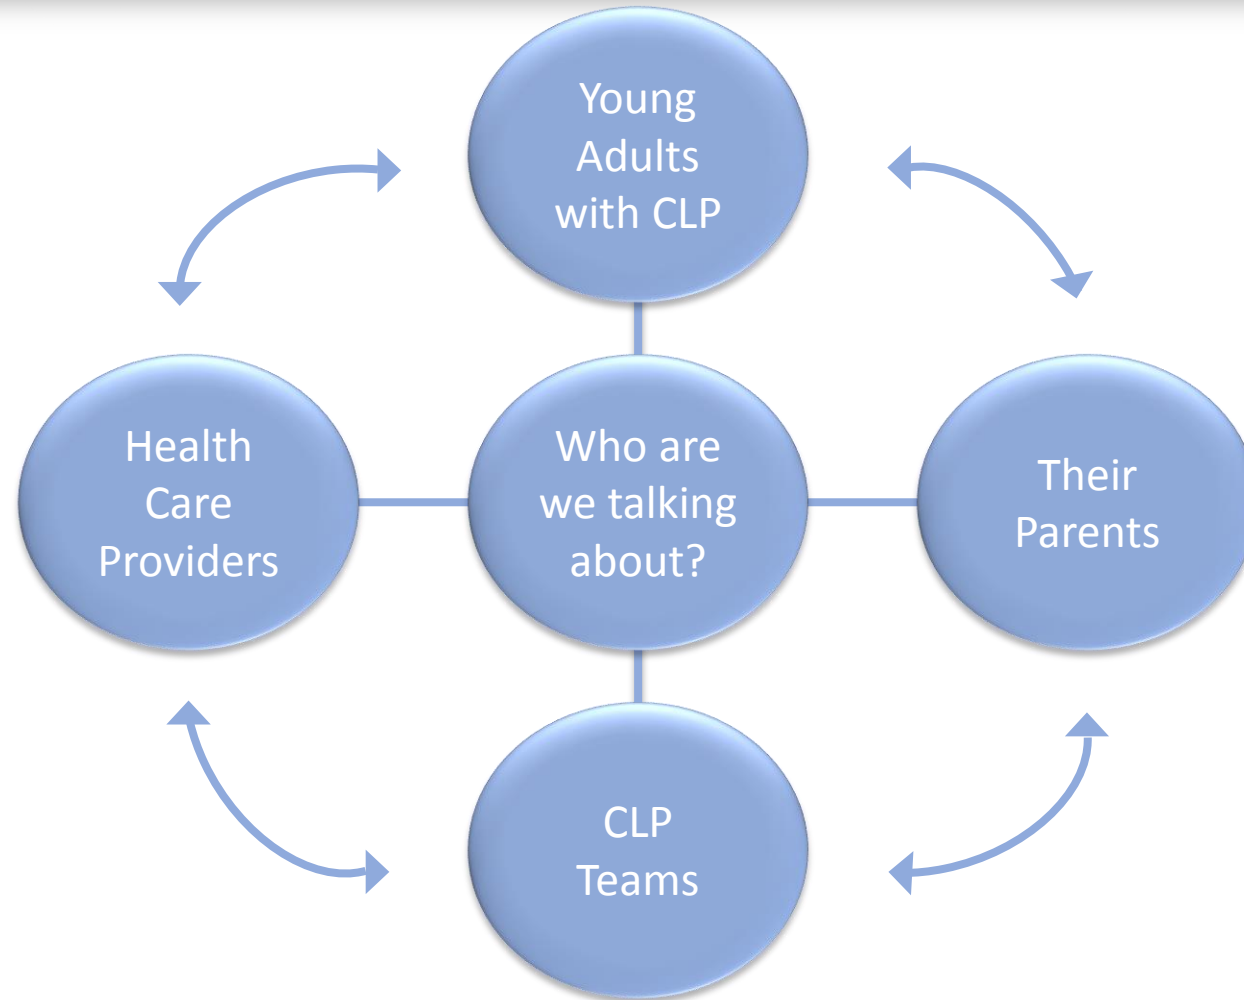 Young
Adults
with CLP
Health
Care
Providers
Who are
we talking
about?
Their
Parents
CLP
Teams